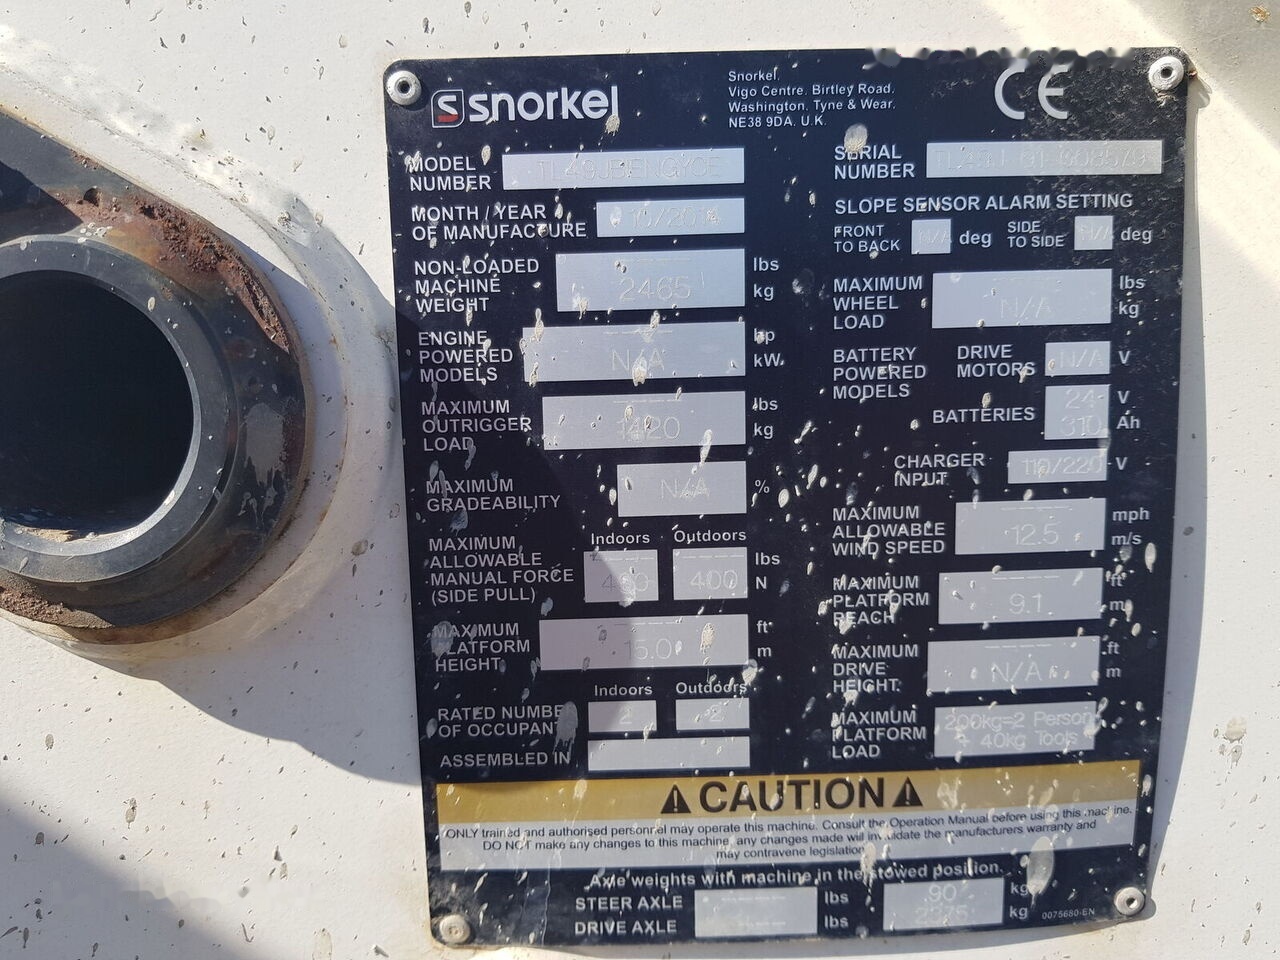 snorkel
Snorkel.
Vigo Centre. Birtley Road.
Washington. Tyne & Wear.
NE38 9DA. U.K.
CE
MODEL
NUMBER
MONTH / YEAR
OF MANUFACTURE
NON-LOADED
MACHINE
WEIGHT
2465
lbs
kg
ENGINE
POWERED
MODELS
N/A
hp
kW.
MAXIMUM
OUTRIGGER
LOAD
1420
lbs
kg
MAXIMUM
GRADEABILITY
N/A
%
MAXIMUM
ALLOWABLE
MANUAL FORCE
(SIDE PULL)
Indoors Outdoors
400 400
lbs
N
MAXIMUM
PLATFORM
HEIGHT
15.0
ft
m
Indoors Outdoors
RATED NUMBER
OF OCCUPANT
2 2
ASSEMBLED IN
SERIAL
NUMBER
SLOPE SENSOR ALARM SETTING
FRONT
TO BACK
N/A deg
SIDE
TO SIDE
N/A deg
MAXIMUM
WHEEL
LOAD
N/A
lbs
kg
BATTERY
POWERED
MODELS
DRIVE
MOTORS
N/A V
BATTERIES
24 V
310 Ah
CHARGER
INPUT
110/220 V
MAXIMUM
ALLOWABLE
WIND SPEED
12.5
mph
m/s
MAXIMUM
PLATFORM
REACH
9.1
ft
m
MAXIMUM
DRIVE
HEIGHT
N/A
ft
m
MAXIMUM
PLATFORM
LOAD
200kg=2 Person
+ 40kg Tools
CAUTION
ONLY trained and authorised personnel may operate this machine. Consult the Operation Manual before using this machine.
DO NOT make any changes to this machine, any changes made will invalidate the manufacturers warranty and
may contravene legislation
Axle weights with machine in the stowed position.
STEER AXLE lbs 90 kg
DRIVE AXLE lbs 2375 kg
0075680-EN